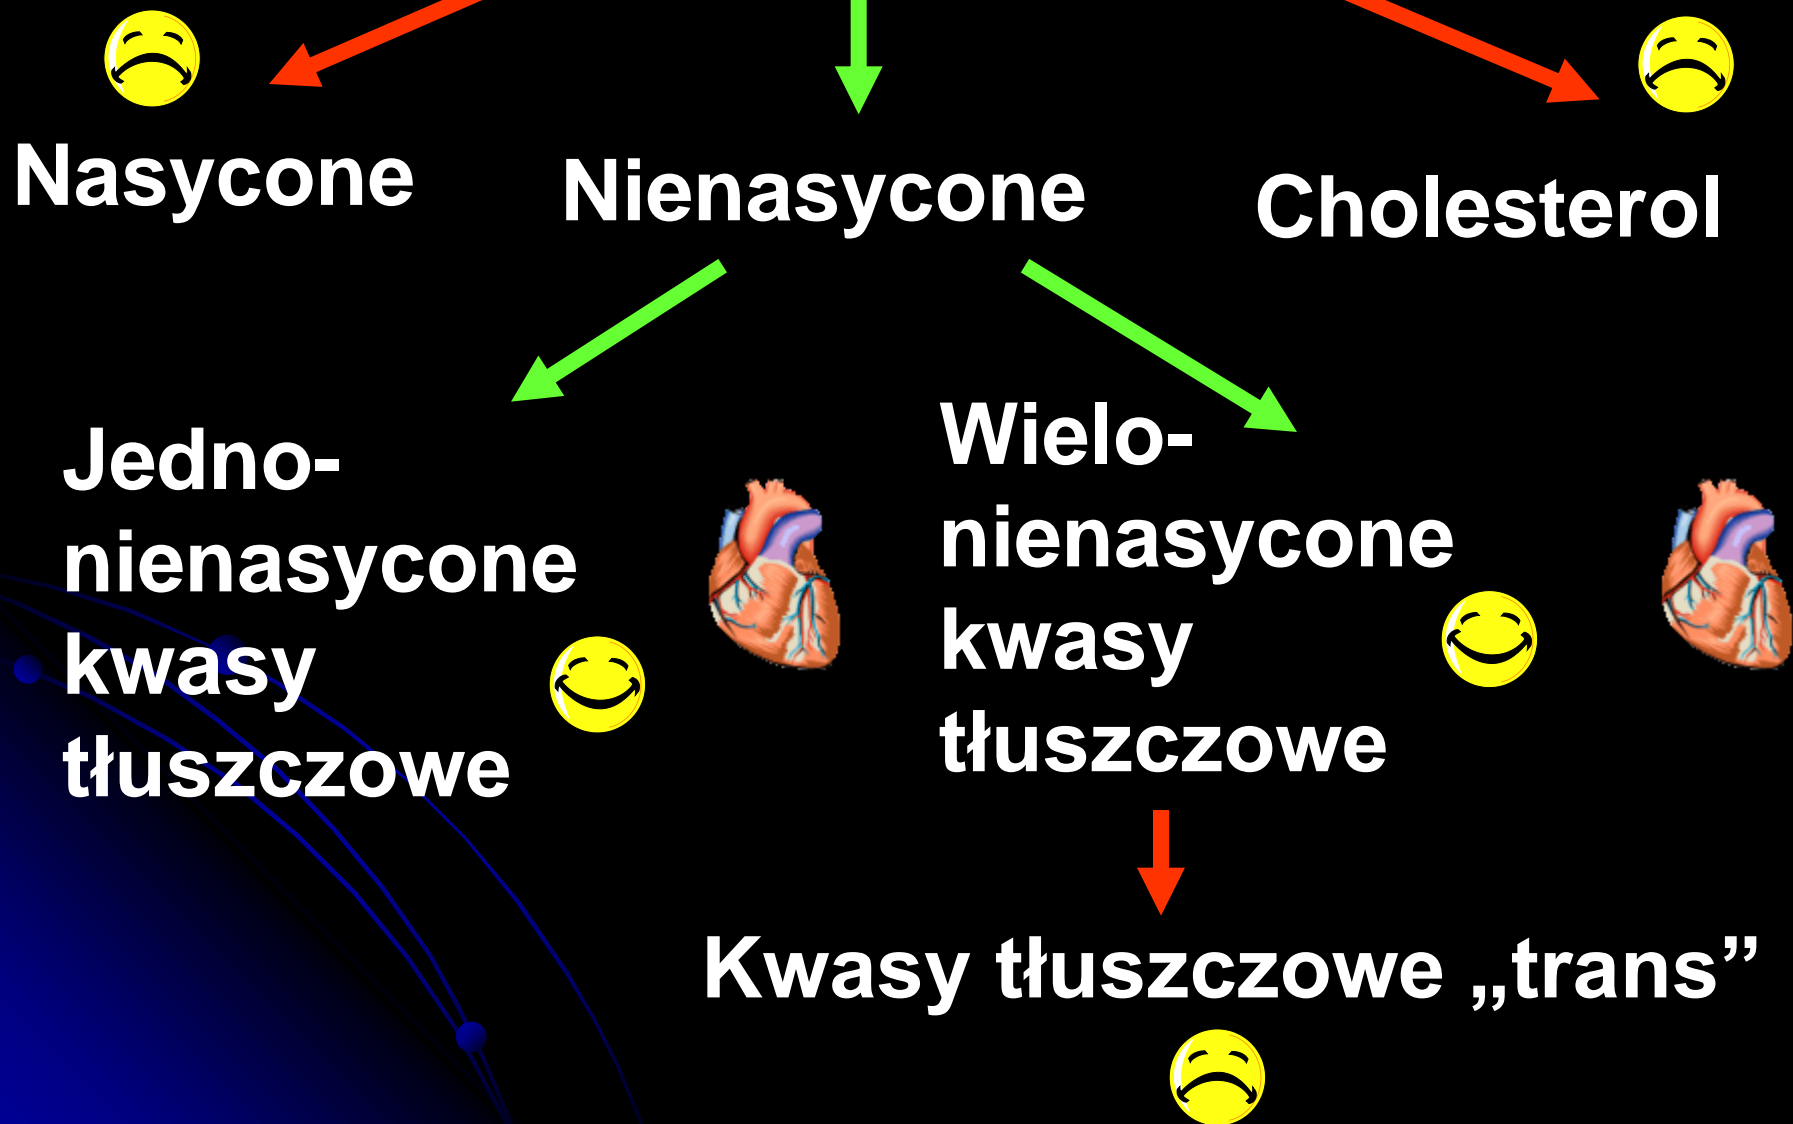 Nasycone
Nienasycone
Cholesterol
Jedno-
nienasycone
kwasy
tłuszczowe
Wielo-
nienasycone
kwasy
tłuszczowe
Kwasy tłuszczowe „trans”